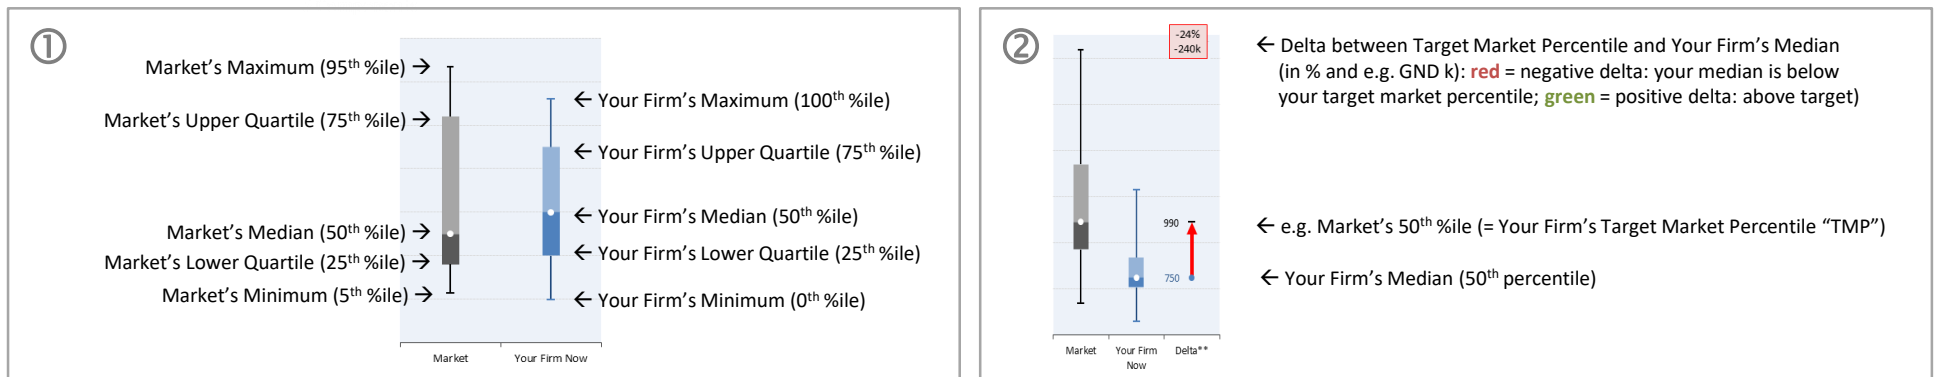 ①
Market's Maximum (95th %ile) →
Market's Upper Quartile (75th %ile) →
Market's Median (50th %ile) →
Market's Lower Quartile (25th %ile) →
Market's Minimum (5th %ile) →
← Your Firm's Maximum (100th %ile)
← Your Firm's Upper Quartile (75th %ile)
← Your Firm's Median (50th %ile)
← Your Firm's Lower Quartile (25th %ile)
← Your Firm's Minimum (0th %ile)
Market
Your Firm Now
②
-24%
-240k
990
750
Market
Your Firm
Now
Delta**
← Delta between Target Market Percentile and Your Firm's Median
(in % and e.g. GND k): red = negative delta: your median is below
your target market percentile; green = positive delta: above target)
← e.g. Market's 50th %ile (= Your Firm's Target Market Percentile "TMP")
← Your Firm's Median (50th percentile)